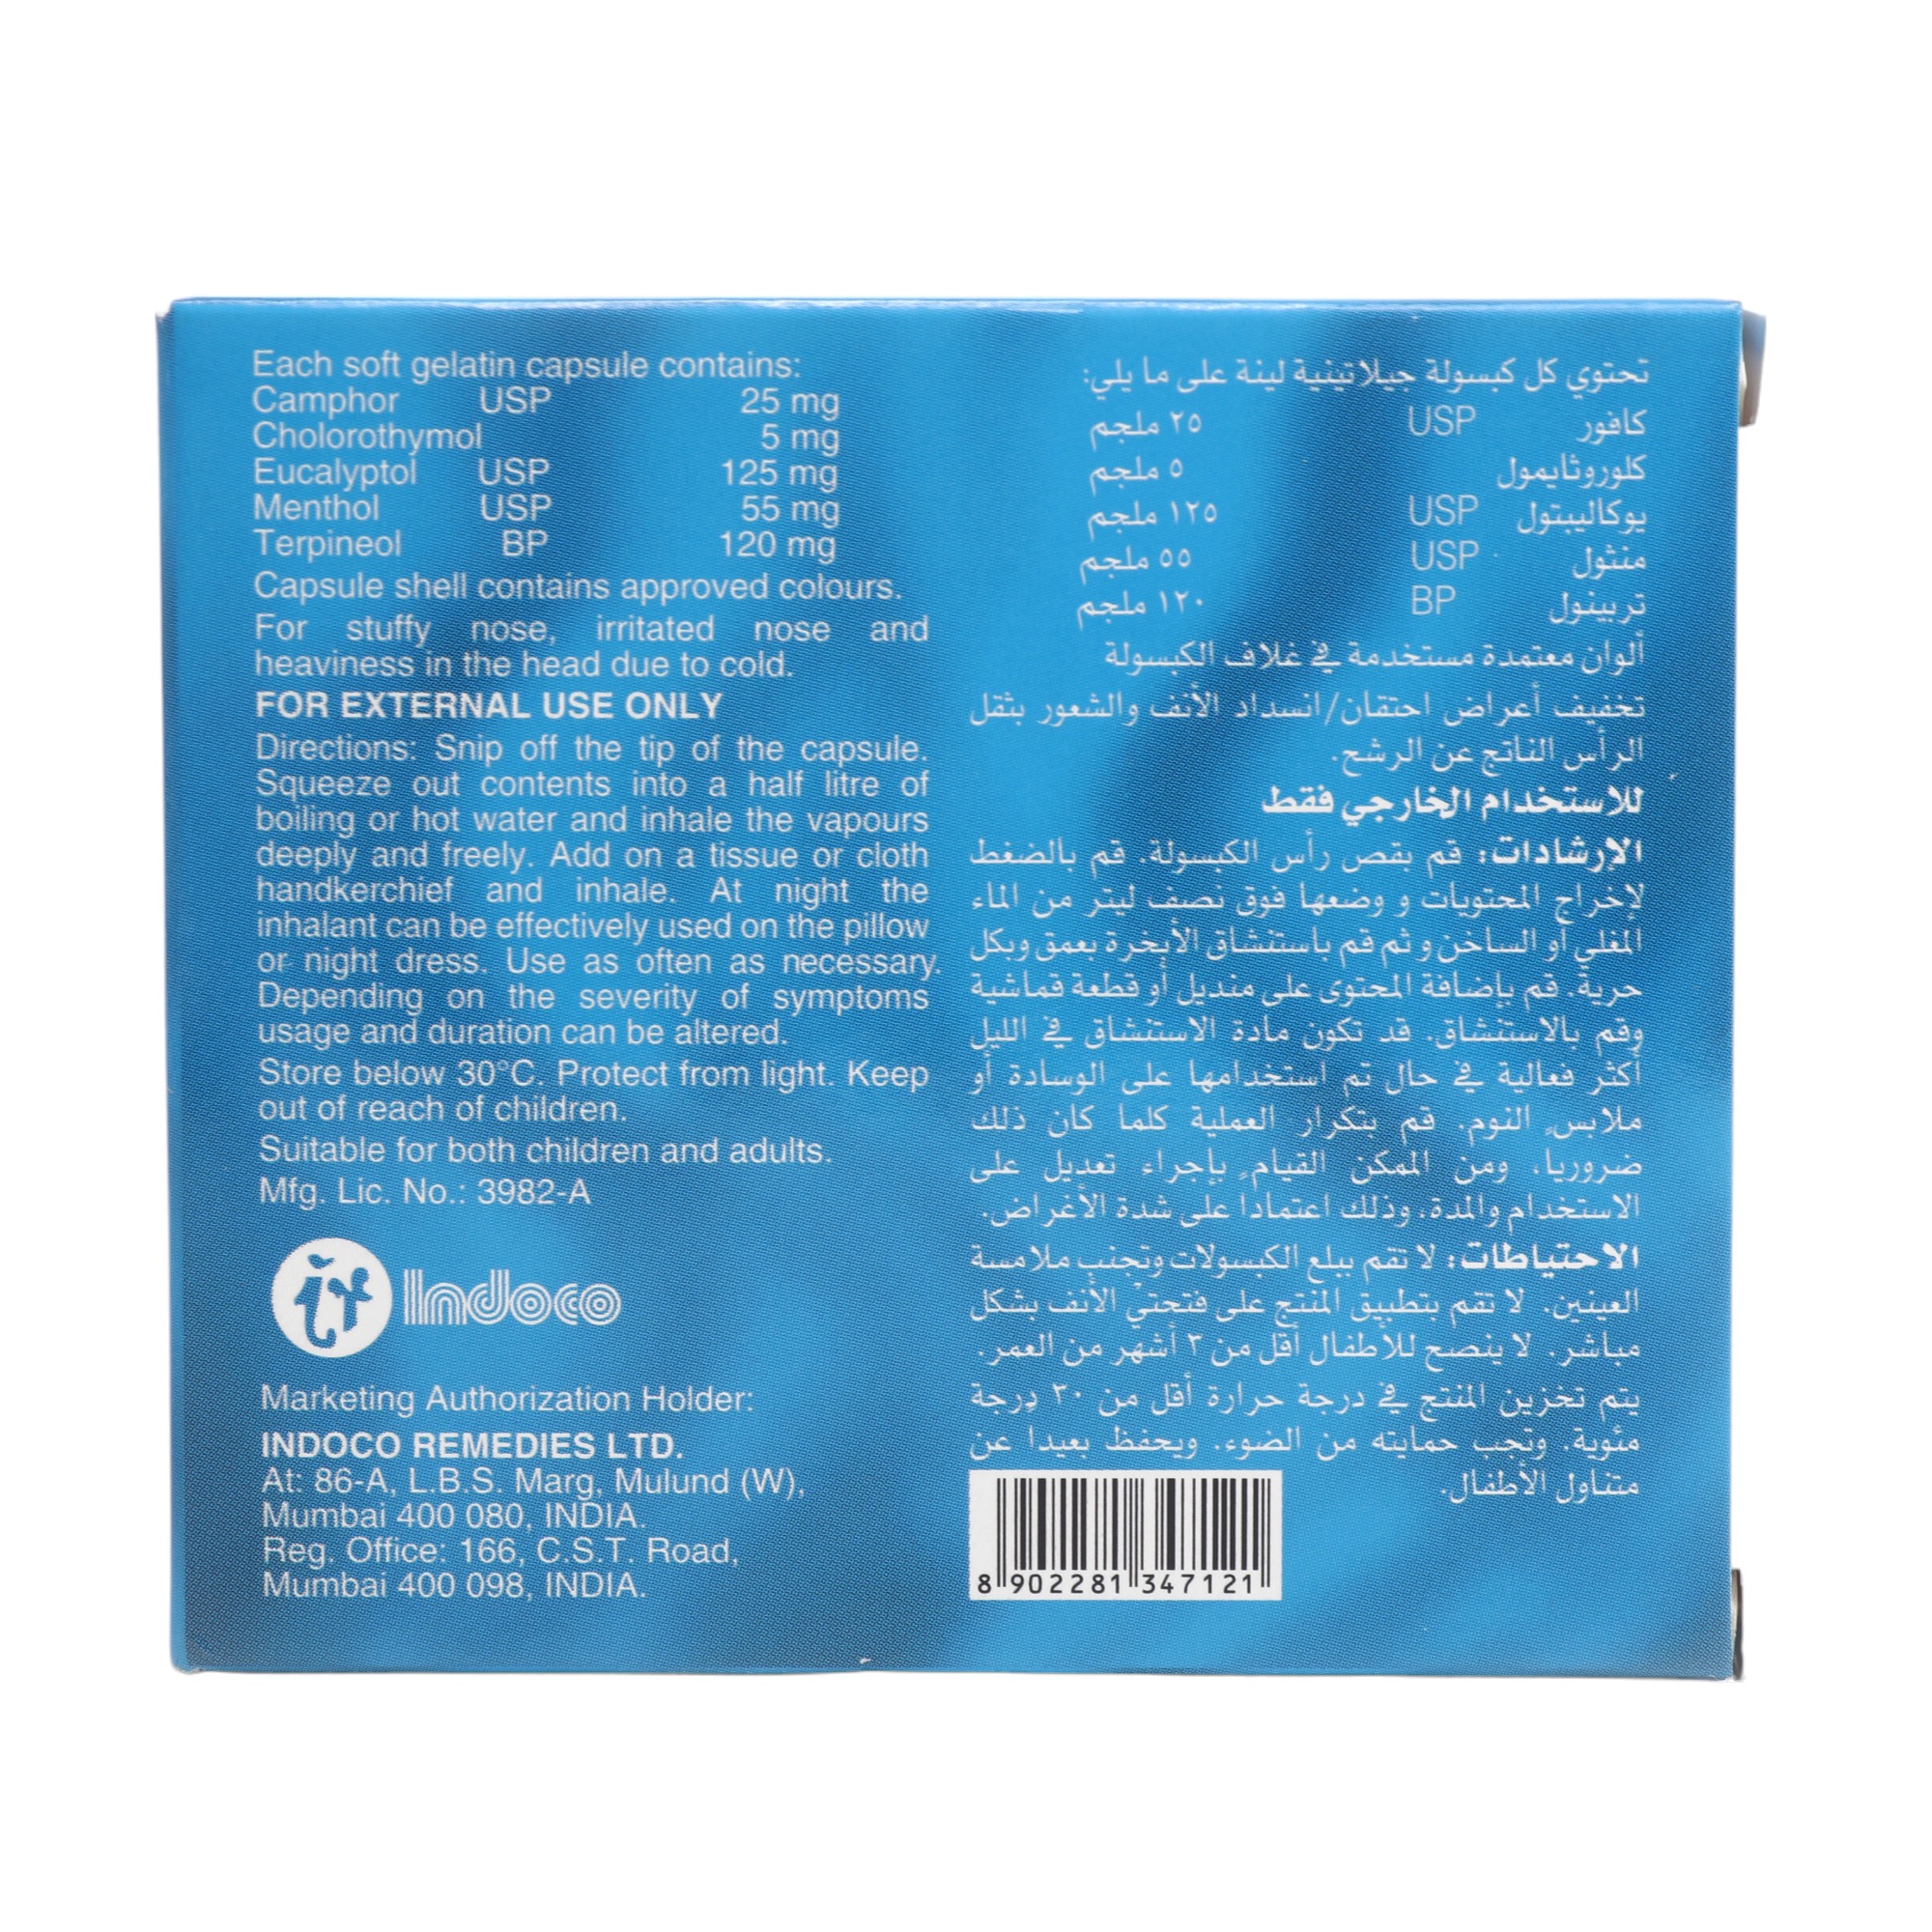 Each soft gelatin capsule contains:
Camphor USP 25 mg
Cholorothymol 5 mg
Eucalyptol USP 125 mg
Menthol USP 55 mg
Terpineol BP 120 mg
Capsule shell contains approved colours.
For stuffy nose, irritated nose and
heaviness in the head due to cold.
FOR EXTERNAL USE ONLY
Directions: Snip off the tip of the capsule.
Squeeze out contents into a half litre of
boiling or hot water and inhale the vapours
deeply and freely. Add on a tissue or cloth
handkerchief and inhale. At night the
inhalant can be effectively used on the pillow
or night dress. Use as often as necessary.
Depending on the severity of symptoms
usage and duration can be altered.
Store below 30°C. Protect from light. Keep
out of reach of children.
Suitable for both children and adults.
Mfg. Lic. No.: 3982-A
Indoco
Marketing Authorization Holder:
INDOCO REMEDIES LTD.
At: 86-A, L.B.S. Marg, Mulund (W),
Mumbai 400 080, INDIA.
Reg. Office: 166, C.S.T. Road,
Mumbai 400 098, INDIA.
تحتوي كل كبسولة جيلاتينية لينة على ما يلي:
كافور USP ٢٥ ملجم
كلوروثايمول ٥ ملجم
يوكاليبتول USP ١٢٥ ملجم
منثول USP ٥٥ ملجم
تربينول BP ١٢٠ ملجم
ألوان معتمدة مستخدمة في غلاف الكبسولة
تخفيف أعراض احتقان/انسداد الأنف والشعور بثقل
الرأس الناتج عن الرشح.
للاستخدام الخارجي فقط
الإرشادات: قم بقص رأس الكبسولة. قم بالضغط
لإخراج المحتويات و وضعها فوق نصف ليتر من الماء
المغلي أو الساخن و ثم قم باستنشاق الأبخرة بعمق وبكل
حرية. قم بإضافة المحتوى على منديل أو قطعة قماشية
وقم بالاستنشاق. قد تكون مادة الاستنشاق في الليل
أكثر فعالية في حال تم استخدامها على الوسادة أو
ملابس النوم. قم بتكرار العملية كلما كان ذلك
ضروريا، ومن الممكن القيام بإجراء تعديل على
الاستخدام والمدة، وذلك اعتمادا على شدة الأغراض.
الاحتياطات: لا تقم ببلع الكبسولات وتجنب ملامسة
العينين. لا تقم بتطبيق المنتج على فتحتي الأنف بشكل
مباشر. لا ينصح للأطفال أقل من ٣ أشهر من العمر.
يتم تخزين المنتج في درجة حرارة أقل من ٣٠ درجة
مئوية. وتجب حمايته من الضوء. ويحفظ بعيدا عن
متناول الأطفال.
8 902281 347121